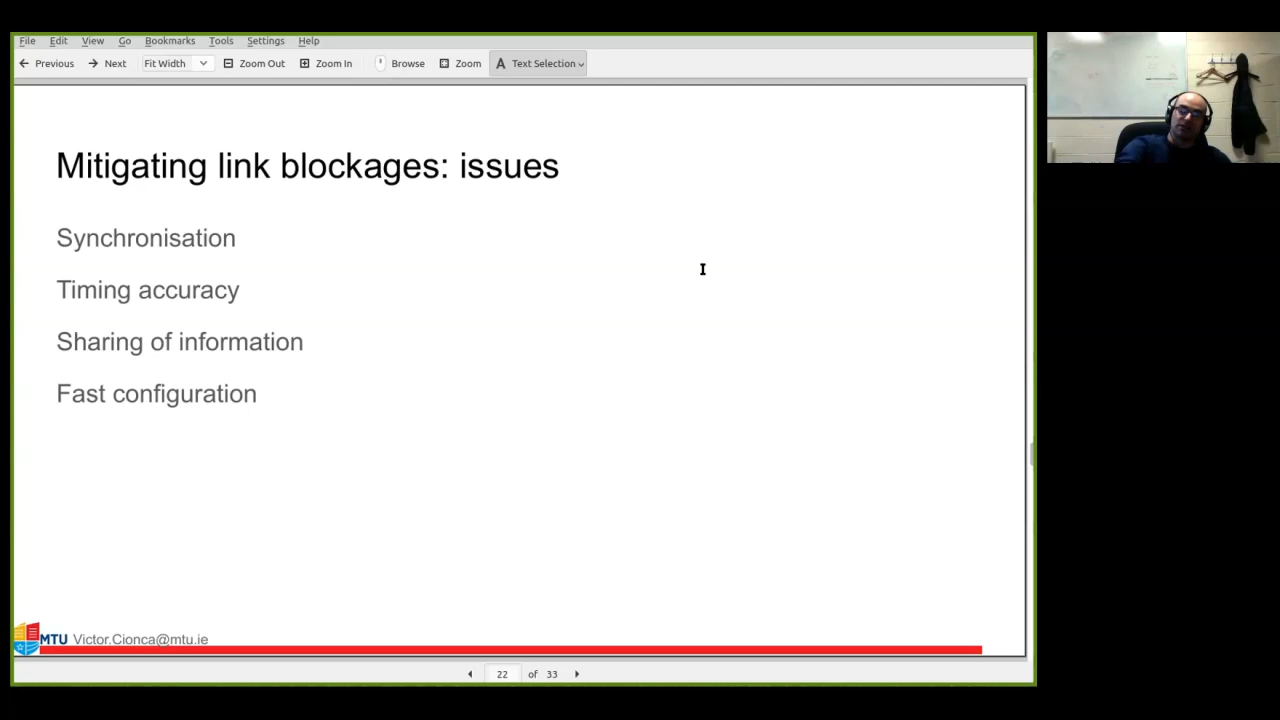 File Edit View Go Bookmarks Tools Settings Help
Previous Next Fit Width Zoom Out Zoom In Browse Zoom A Text Selection
Mitigating link blockages: issues
Synchronisation
Timing accuracy
Sharing of information
Fast configuration
MTU Victor.Cionca@mtu.ie
22 of 33